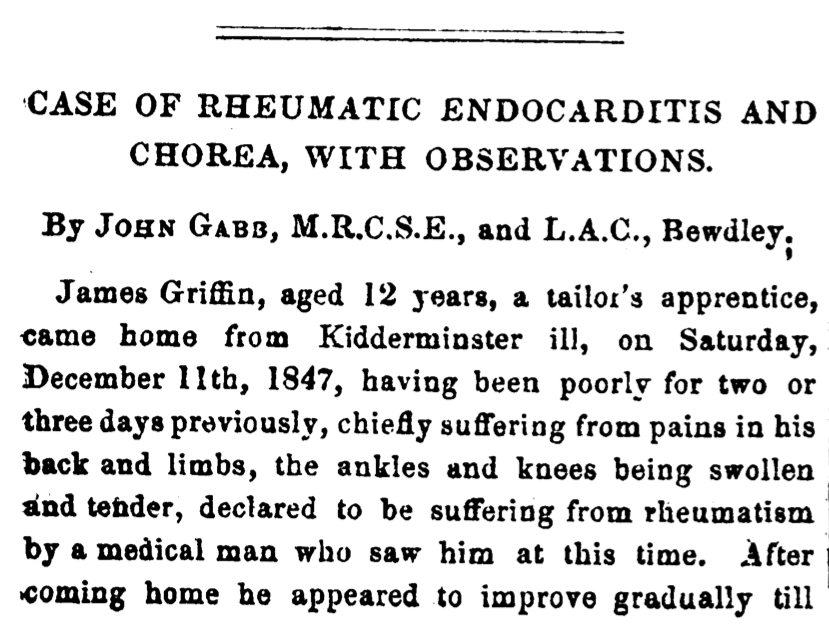 CASE OF RHEUMATIC ENDOCARDITIS AND
CHOREA, WITH OBSERVATIONS.
By John Gabb, M.R.C.S.E., and L.A.C., Bewdley;
James Griffin, aged 12 years, a tailor's apprentice,
came home from Kidderminster ill, on Saturday,
December 11th, 1847, having been poorly for two or
three days previously, chiefly suffering from pains in his
back and limbs, the ankles and knees being swollen
and tender, declared to be suffering from rheumatism
by a medical man who saw him at this time. After
coming home he appeared to improve gradually till